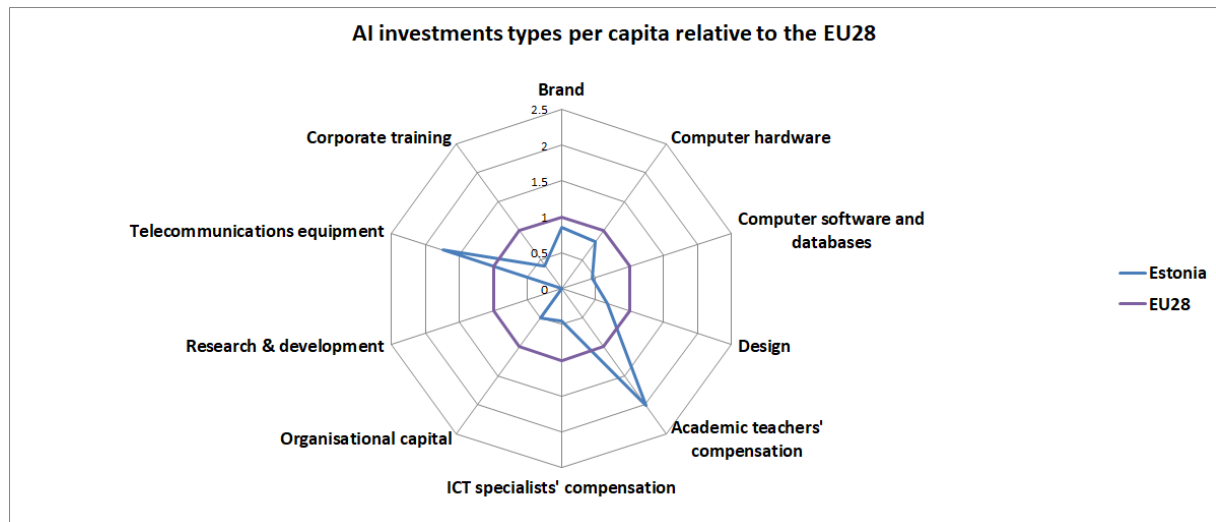 AI investments types per capita relative to the EU28
Brand
2.5
Corporate training
Computer hardware
2
1.5
Telecommunications equipment
Computer software and
databases
1
0.5
Estonia
0
EU28
Research & development
Design
Organisational capital
Academic teachers'
compensation
ICT specialists' compensation